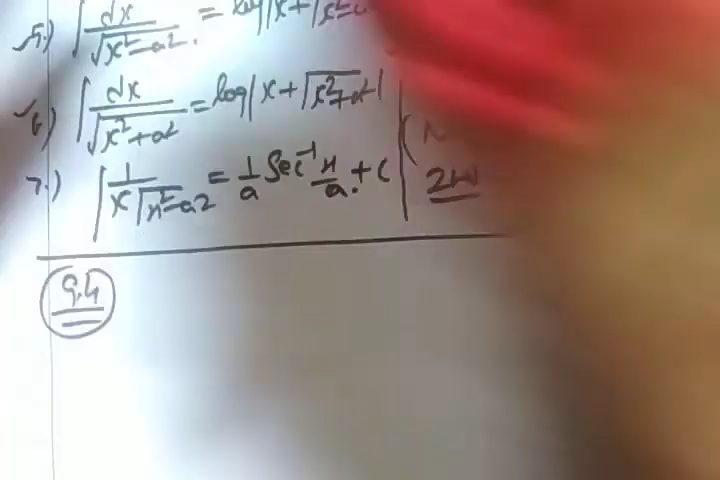 5.) ∫ dx/√(x²-a²) = log|x+√x²-a
6.) ∫ dx/√(x²+a²) = log|x+√(x²+a²)|
7.) ∫ 1/(x√(x²-a²)) = 1/a Sec⁻¹ x/a + c
9.4